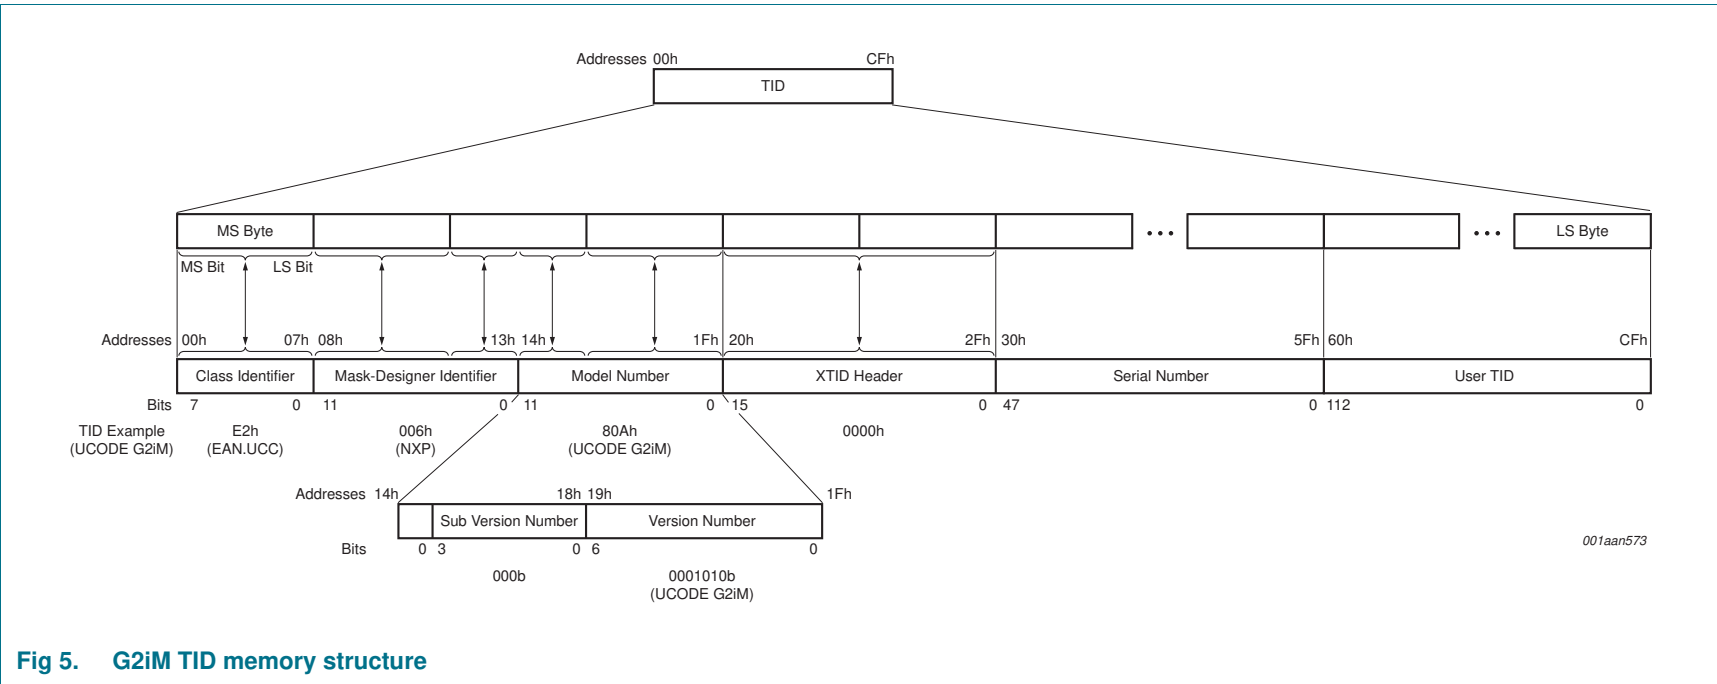 Addresses 00h CFh
TID
MS Byte LS Byte
MS Bit LS Bit
Addresses 00h 07h 08h 13h 14h 1Fh 20h 2Fh 30h 5Fh 60h CFh
Class Identifier Mask-Designer Identifier Model Number XTID Header Serial Number User TID
Bits 7 0 11 0 11 0 15 0 47 0 112 0
TID Example E2h 006h 80Ah 0000h
(UCODE G2iM) (EAN.UCC) (NXP) (UCODE G2iM)
Addresses 14h 18h 19h 1Fh
Sub Version Number Version Number
Bits 0 3 0 6 0
001aan573
000b 0001010b
(UCODE G2iM)
Fig 5. G2iM TID memory structure